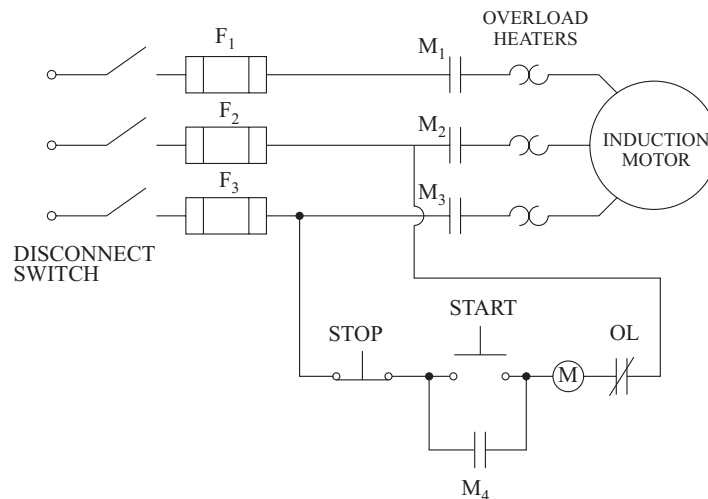 OVERLOAD
HEATERS
F₁
M₁
F₂
M₂
INDUCTION
MOTOR
F₃
M₃
DISCONNECT
SWITCH
STOP
START
OL
M
M₄